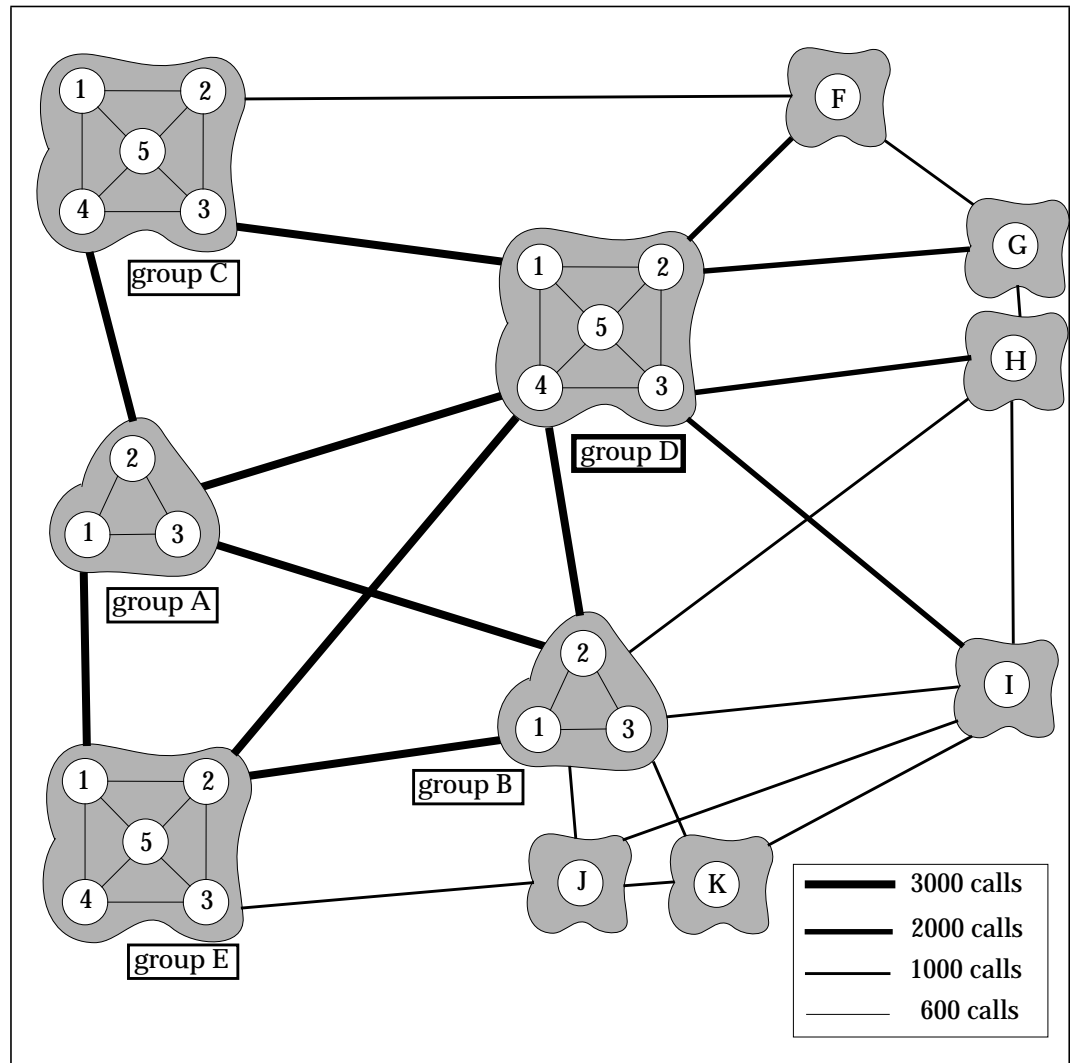 1 2
5
4 3
group C
F
G
H
1 2
5
4 3
group D
2
1 3
group A
2
1 3
group B
I
1 2
5
4 3
group E
J K
3000 calls
2000 calls
1000 calls
600 calls